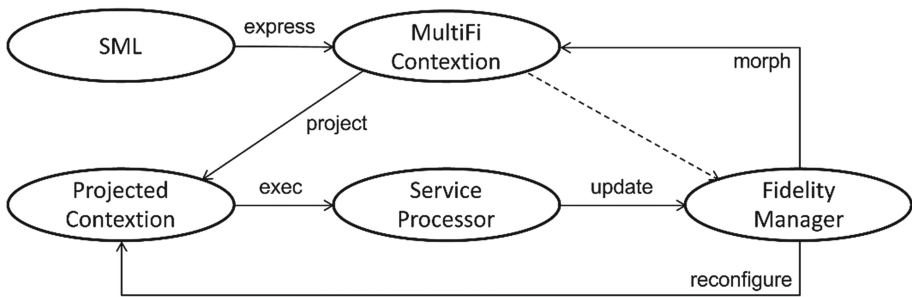 SML
express
MultiFi
Contextion
morph
project
Projected
Contextion
exec
Service
Processor
update
Fidelity
Manager
reconfigure